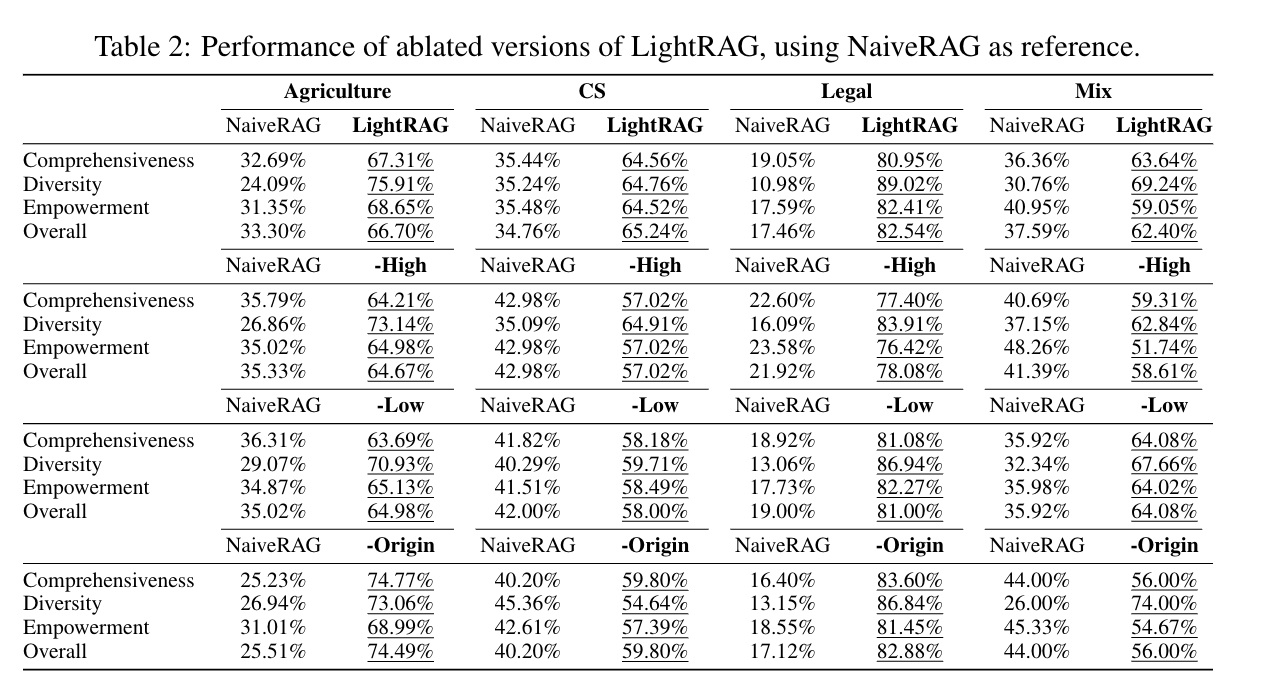 Table 2: Performance of ablated versions of LightRAG, using NaiveRAG as reference.
Agriculture CS Legal Mix
NaiveRAG LightRAG NaiveRAG LightRAG NaiveRAG LightRAG NaiveRAG LightRAG
Comprehensiveness 32.69% 67.31% 35.44% 64.56% 19.05% 80.95% 36.36% 63.64%
Diversity 24.09% 75.91% 35.24% 64.76% 10.98% 89.02% 30.76% 69.24%
Empowerment 31.35% 68.65% 35.48% 64.52% 17.59% 82.41% 40.95% 59.05%
Overall 33.30% 66.70% 34.76% 65.24% 17.46% 82.54% 37.59% 62.40%
NaiveRAG -High NaiveRAG -High NaiveRAG -High NaiveRAG -High
Comprehensiveness 35.79% 64.21% 42.98% 57.02% 22.60% 77.40% 40.69% 59.31%
Diversity 26.86% 73.14% 35.09% 64.91% 16.09% 83.91% 37.15% 62.84%
Empowerment 35.02% 64.98% 42.98% 57.02% 23.58% 76.42% 48.26% 51.74%
Overall 35.33% 64.67% 42.98% 57.02% 21.92% 78.08% 41.39% 58.61%
NaiveRAG -Low NaiveRAG -Low NaiveRAG -Low NaiveRAG -Low
Comprehensiveness 36.31% 63.69% 41.82% 58.18% 18.92% 81.08% 35.92% 64.08%
Diversity 29.07% 70.93% 40.29% 59.71% 13.06% 86.94% 32.34% 67.66%
Empowerment 34.87% 65.13% 41.51% 58.49% 17.73% 82.27% 35.98% 64.02%
Overall 35.02% 64.98% 42.00% 58.00% 19.00% 81.00% 35.92% 64.08%
NaiveRAG -Origin NaiveRAG -Origin NaiveRAG -Origin NaiveRAG -Origin
Comprehensiveness 25.23% 74.77% 40.20% 59.80% 16.40% 83.60% 44.00% 56.00%
Diversity 26.94% 73.06% 45.36% 54.64% 13.15% 86.84% 26.00% 74.00%
Empowerment 31.01% 68.99% 42.61% 57.39% 18.55% 81.45% 45.33% 54.67%
Overall 25.51% 74.49% 40.20% 59.80% 17.12% 82.88% 44.00% 56.00%